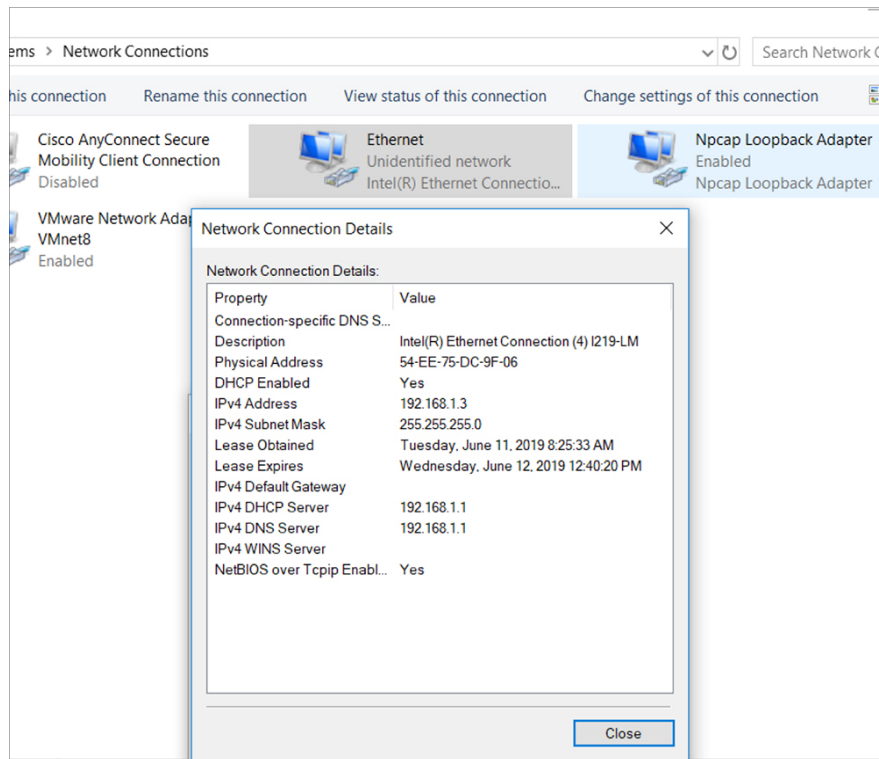 ems > Network Connections
Search Network
his connection Rename this connection View status of this connection Change settings of this connection
Cisco AnyConnect Secure
Mobility Client Connection
Disabled
Ethernet
Unidentified network
Intel(R) Ethernet Connectio...
Npcap Loopback Adapter
Enabled
Npcap Loopback Adapter
VMware Network Adap
VMnet8
Enabled
Network Connection Details
Network Connection Details:
Property Value
Connection-specific DNS S...
Description Intel(R) Ethernet Connection (4) I219-LM
Physical Address 54-EE-75-DC-9F-06
DHCP Enabled Yes
IPv4 Address 192.168.1.3
IPv4 Subnet Mask 255.255.255.0
Lease Obtained Tuesday, June 11, 2019 8:25:33 AM
Lease Expires Wednesday, June 12, 2019 12:40:20 PM
IPv4 Default Gateway
IPv4 DHCP Server 192.168.1.1
IPv4 DNS Server 192.168.1.1
IPv4 WINS Server
NetBIOS over Tcpip Enabl... Yes
Close